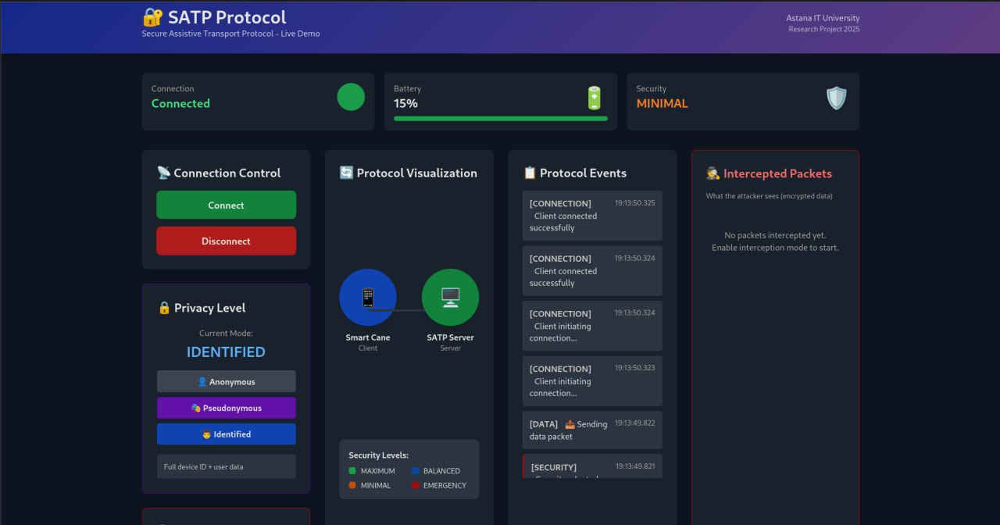 SATP Protocol
Secure Assistive Transport Protocol - Live Demo
Astana IT University
Research Project 2025
Connection
Connected
Battery
15%
Security
MINIMAL
Connection Control
Connect
Disconnect
Privacy Level
Current Mode:
IDENTIFIED
Anonymous
Pseudonymous
Identified
Full device ID + user data
Protocol Visualization
Smart Cane
Client
SATP Server
Server
Security Levels:
MAXIMUM
BALANCED
MINIMAL
EMERGENCY
Protocol Events
[CONNECTION] 19:13:50.325
Client connected
successfully
[CONNECTION] 19:13:50.324
Client connected
successfully
[CONNECTION] 19:13:50.324
Client initiating
connection...
[CONNECTION] 19:13:50.323
Client initiating
connection...
[DATA] Sending 19:13:49.822
data packet
[SECURITY] 19:13:49.821
Intercepted Packets
What the attacker sees (encrypted data)
No packets intercepted yet.
Enable interception mode to start.